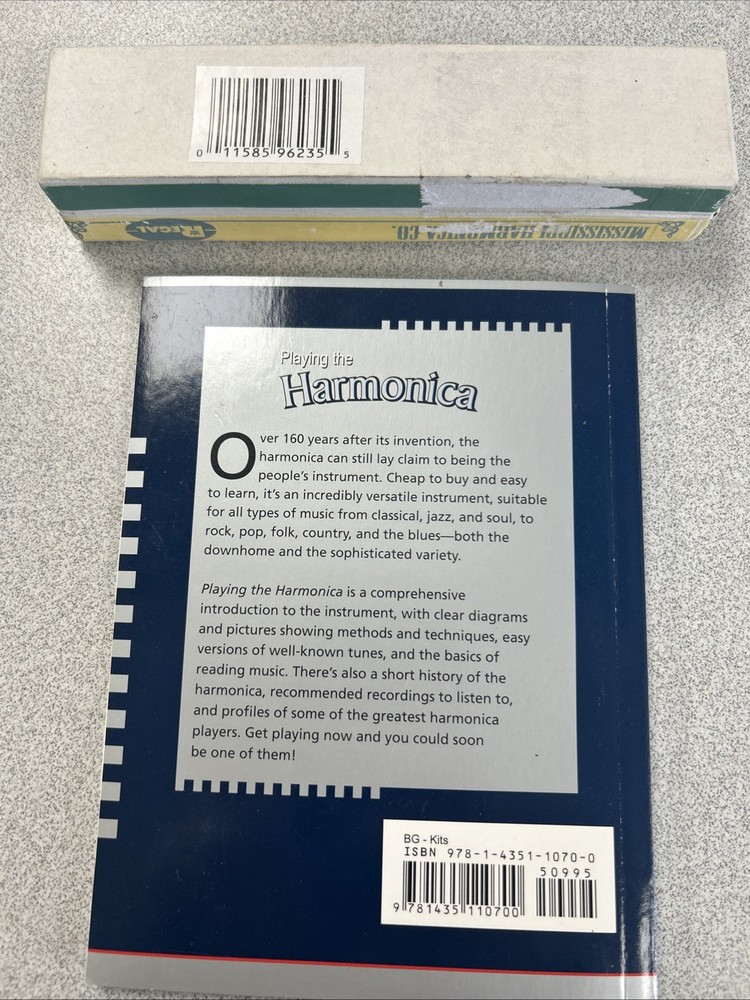 0 11585 96235 5
REGAL
MISSISSIPPI HARMONICA CO.
Playing the
Harmonica
Over 160 years after its invention, the
harmonica can still lay claim to being the
people's instrument. Cheap to buy and easy
to learn, it's an incredibly versatile instrument, suitable
for all types of music from classical, jazz, and soul, to
rock, pop, folk, country, and the blues—both the
downhome and the sophisticated variety.
Playing the Harmonica is a comprehensive
introduction to the instrument, with clear diagrams
and pictures showing methods and techniques, easy
versions of well-known tunes, and the basics of
reading music. There's also a short history of the
harmonica, recommended recordings to listen to,
and profiles of some of the greatest harmonica
players. Get playing now and you could soon
be one of them!
BG - Kits
ISBN 978-1-4351-1070-0
50995
9 781435 110700